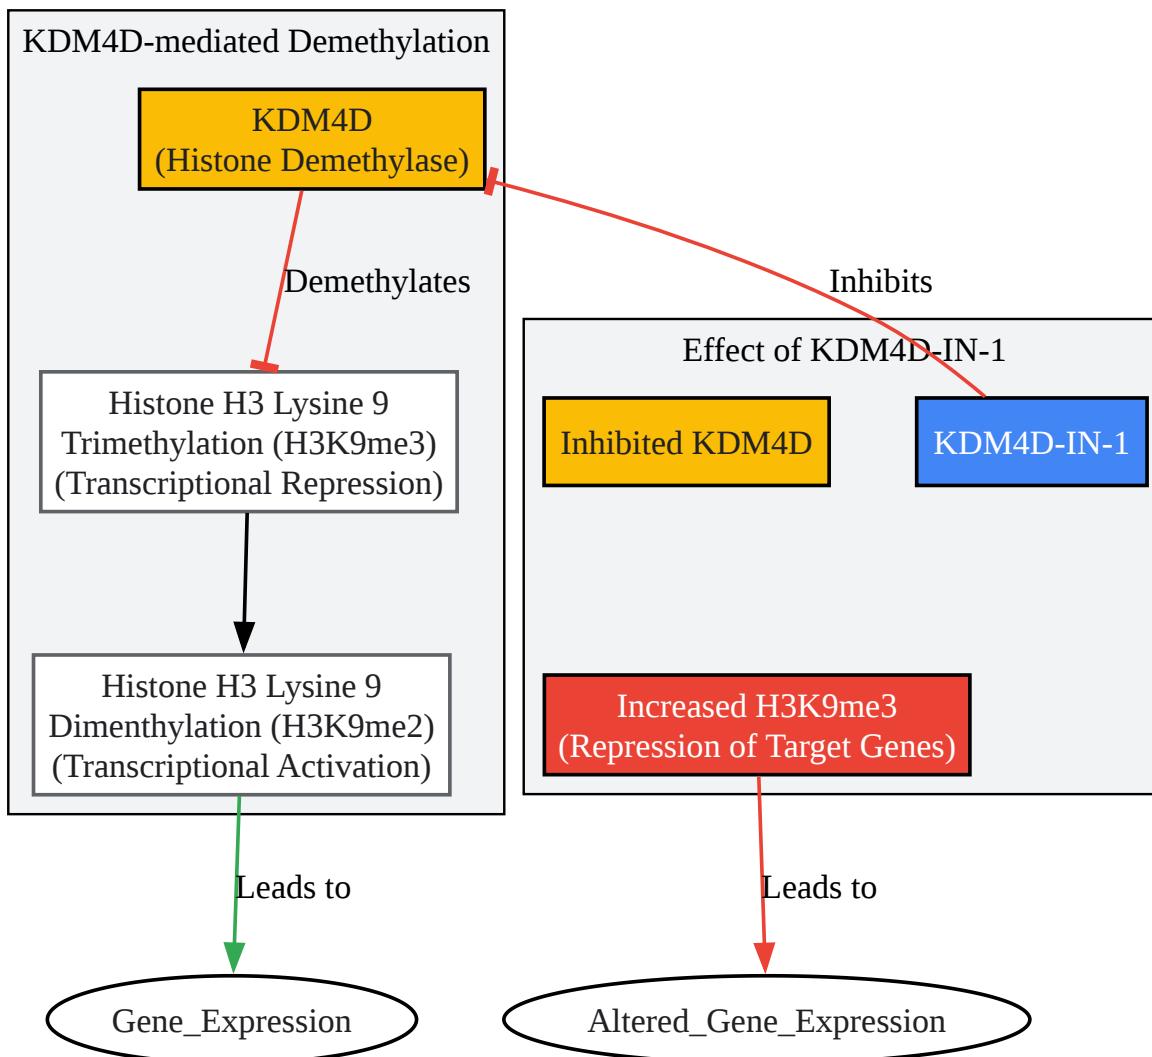 KDM4D-mediated Demethylation
KDM4D
(Histone Demethylase)
Demethylates
Histone H3 Lysine 9
Trimethylation (H3K9me3)
(Transcriptional Repression)
Histone H3 Lysine 9
Dimenthylation (H3K9me2)
(Transcriptional Activation)
Leads to
Gene_Expression
Inhibits
Effect of KDM4D-IN-1
Inhibited KDM4D
KDM4D-IN-1
Increased H3K9me3
(Repression of Target Genes)
Leads to
Altered_Gene_Expression